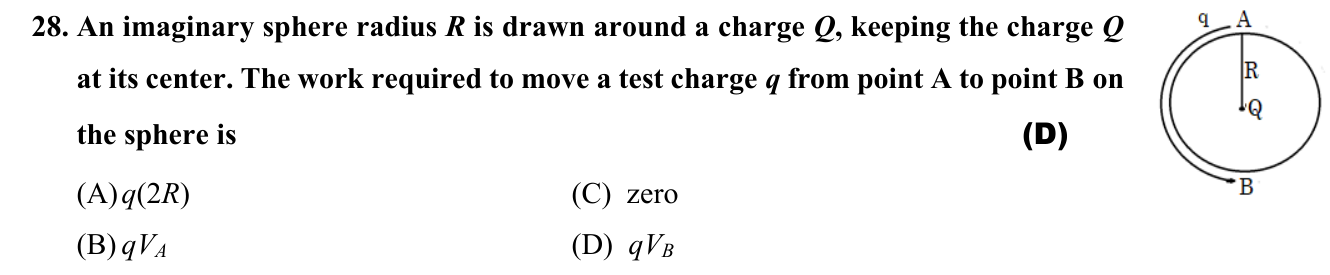 28. An imaginary sphere radius R is drawn around a charge Q, keeping the charge Q
at its center. The work required to move a test charge q from point A to point B on
the sphere is (D)
(A) q(2R) (C) zero
(B) qVA (D) qVB
q A
R
Q
B